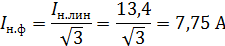 Iн.ф = Iн.лин / √3 = 13,4 / √3 = 7,75 А